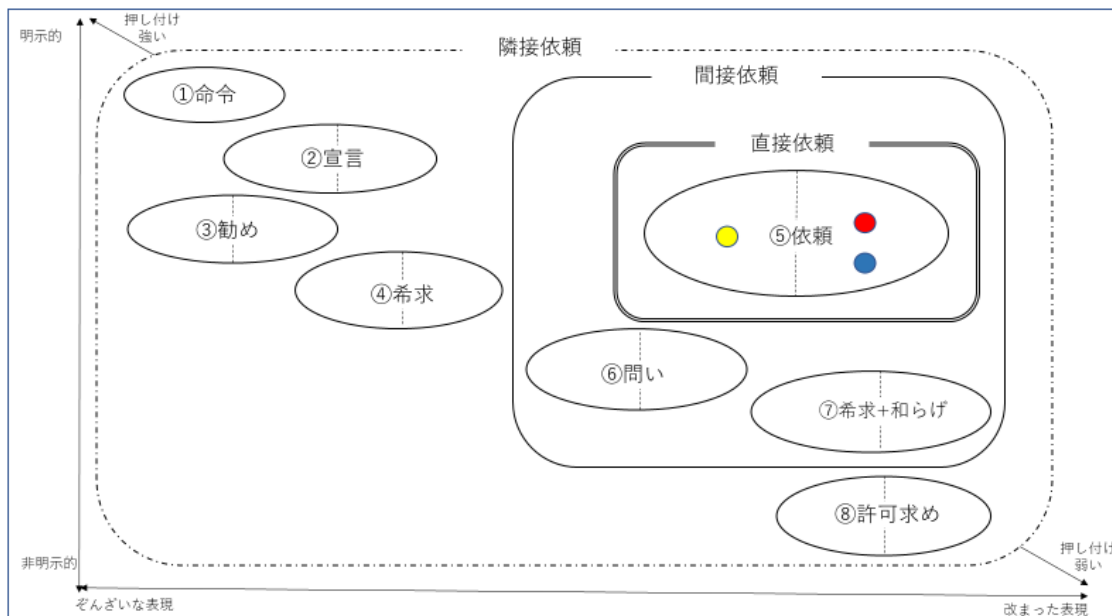 押し付け
強い
明示的
隣接依頼
間接依頼
①命令
直接依頼
②宣言
③勧め
⑤依頼
④希求
⑥問い
⑦希求+和らげ
⑧許可求め
押し付け
弱い
非明示的
ぞんざいな表現
改まった表現